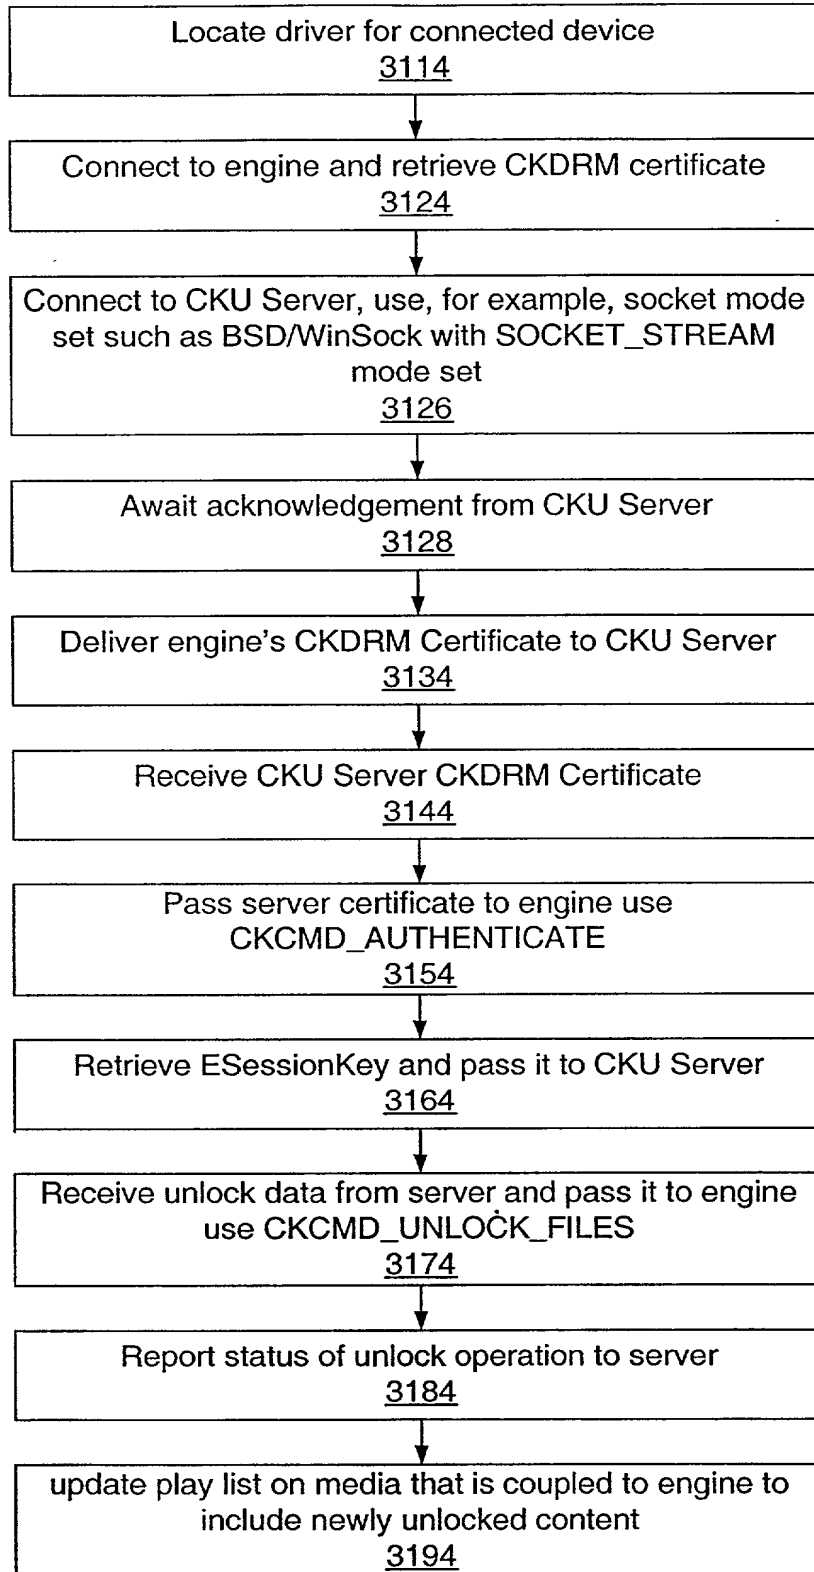 Locate driver for connected device
3114
Connect to engine and retrieve CKDRM certificate
3124
Connect to CKU Server, use, for example, socket mode
set such as BSD/WinSock with SOCKET_STREAM
mode set
3126
Await acknowledgement from CKU Server
3128
Deliver engine's CKDRM Certificate to CKU Server
3134
Receive CKU Server CKDRM Certificate
3144
Pass server certificate to engine use
CKCMD_AUTHENTICATE
3154
Retrieve ESessionKey and pass it to CKU Server
3164
Receive unlock data from server and pass it to engine
use CKCMD_UNLOCK_FILES
3174
Report status of unlock operation to server
3184
update play list on media that is coupled to engine to
include newly unlocked content
3194